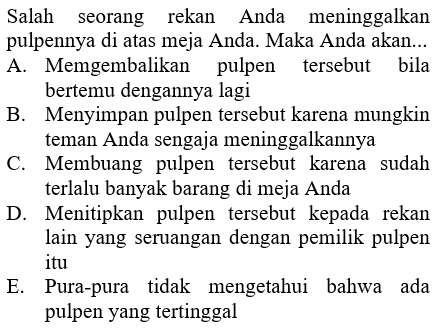 Salah seorang rekan Anda meninggalkan
pulpennya di atas meja Anda. Maka Anda akan...
A. Memgembalikan pulpen tersebut bila
bertemu dengannya lagi
B. Menyimpan pulpen tersebut karena mungkin
teman Anda sengaja meninggalkannya
C. Membuang pulpen tersebut karena sudah
terlalu banyak barang di meja Anda
D. Menitipkan pulpen tersebut kepada rekan
lain yang seruangan dengan pemilik pulpen
itu
E. Pura-pura tidak mengetahui bahwa ada
pulpen yang tertinggal